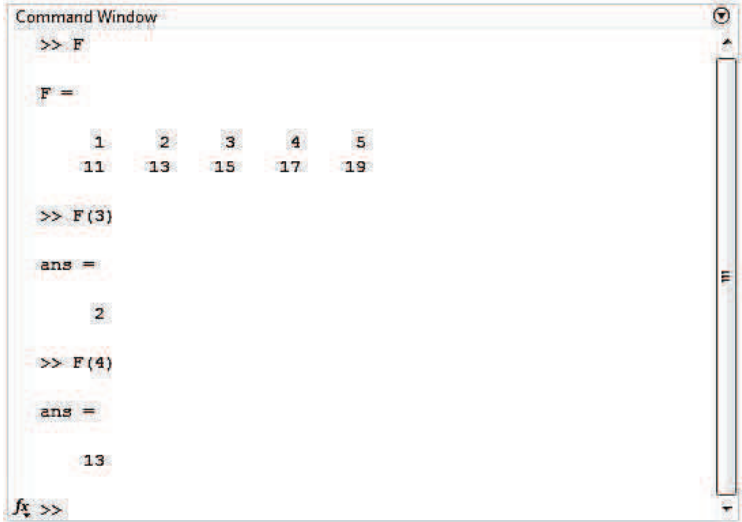 Command Window
>> F
F =
1 2 3 4 5
11 13 15 17 19
>> F(3)
ans =
2
>> F(4)
ans =
13
fx >>